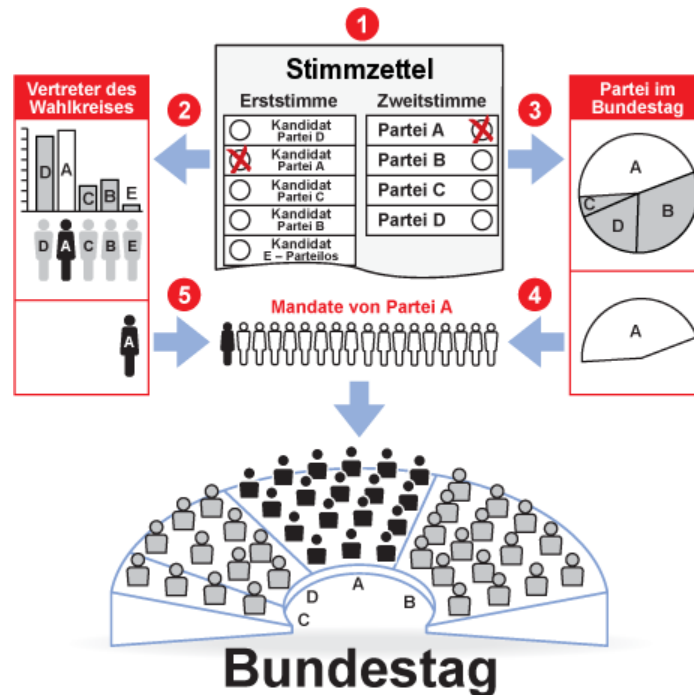 1
Stimmzettel
Erststimme
Zweitstimme
Kandidat
Partei D
Kandidat
Partei A
Kandidat
Partei C
Kandidat
Partei B
Kandidat
E – Parteilos
Partei A
Partei B
Partei C
Partei D
2
Vertreter des
Wahlkreises
D
A
C
B
E
D
A
C
B
E
3
Partei im
Bundestag
A
B
C
D
5
A
Mandate von Partei A
4
A
A
B
C
D
Bundestag